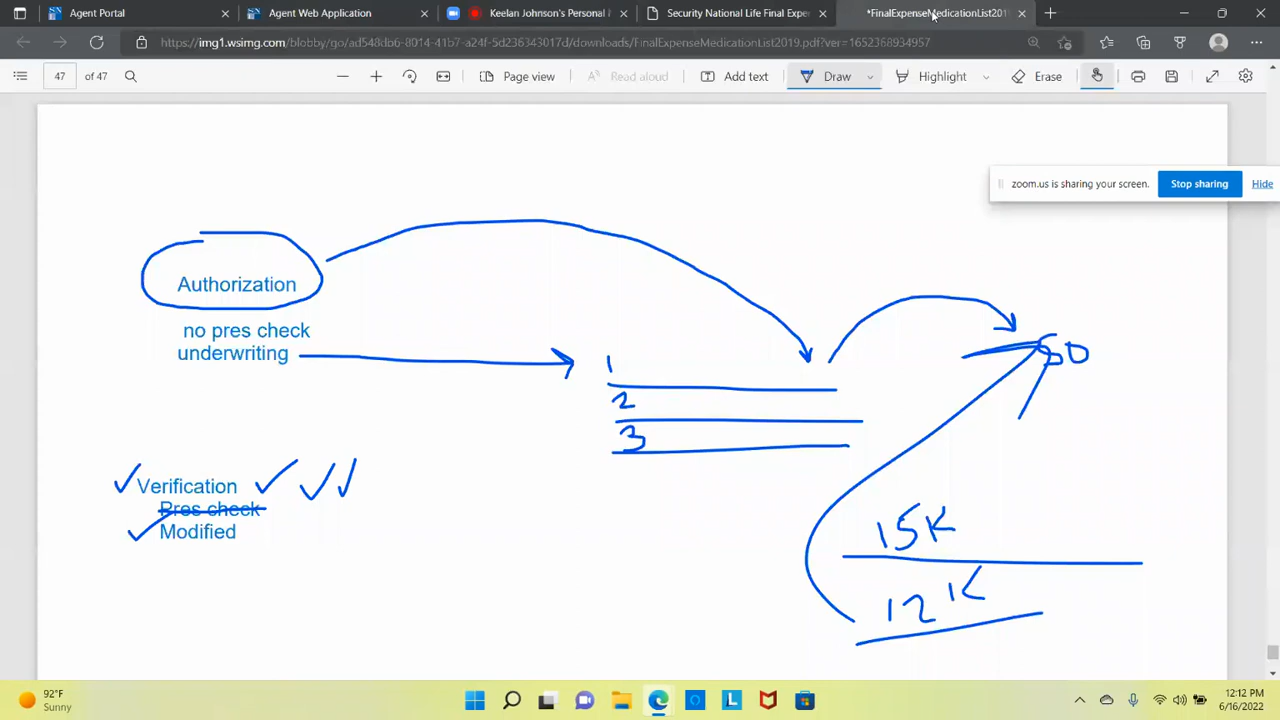 Agent Portal
Agent Web Application
Keelan Johnson's Personal
Security National Life Final Exper
*FinalExpenseMedicationList201
https://img1.wsimg.com/blobby/go/ad548db6-8014-41b7-a24f-5d236343017d/downloads/FinalExpenseMedicationList2019.pdf?ver=1652368934957
47 of 47
Page view
Read aloud
Add text
Draw
Highlight
Erase
zoom.us is sharing your screen.
Stop sharing
Hide
Authorization
no pres check
underwriting
1
2
3
SD
Verification
Pres check
Modified
15K
12K
92°F
Sunny
12:12 PM
6/16/2022